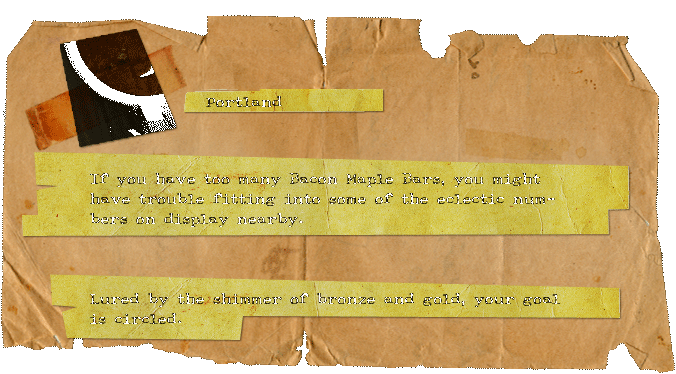 Portland
If you have too many Bacon Maple Bars, you might
have trouble fitting into some of the eclectic num-
bers on display nearby.
Lured by the shimmer of bronze and gold, your goal
is circled.